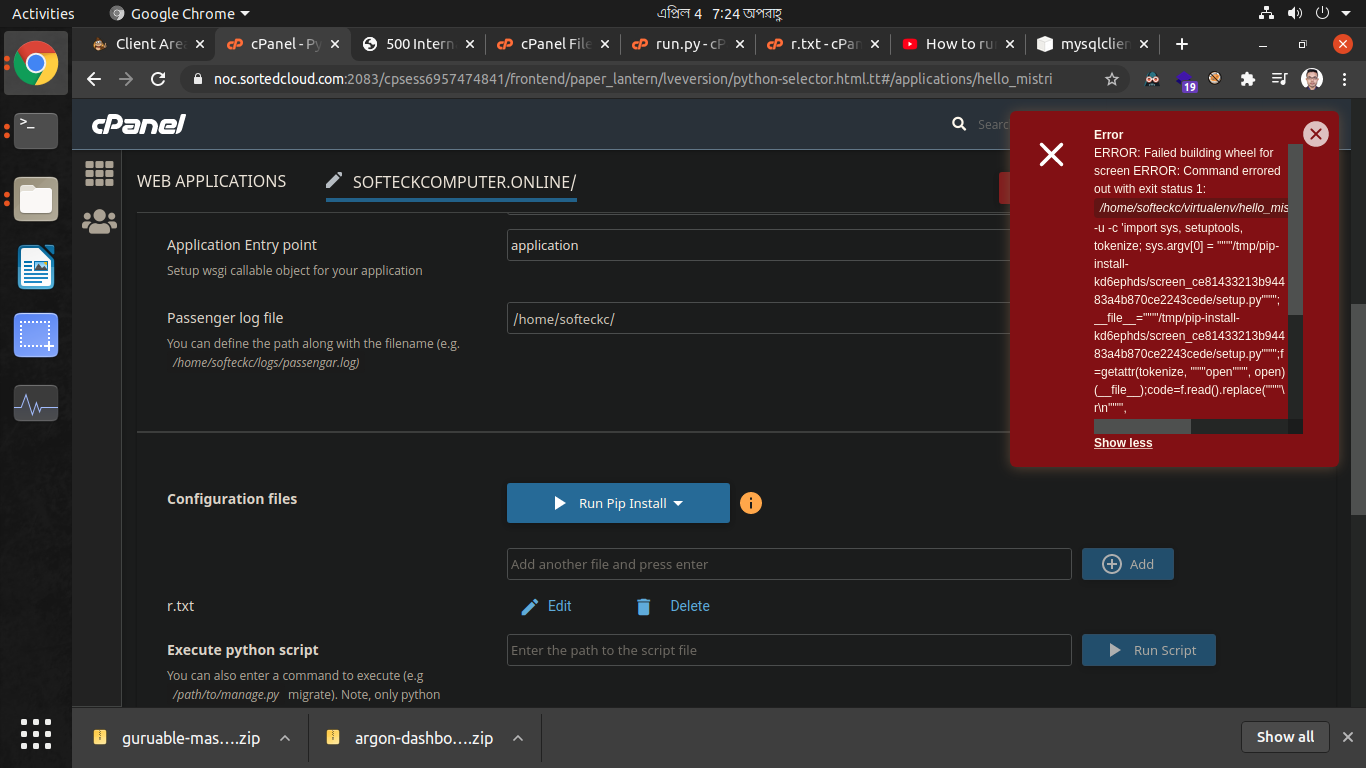 Activities
Google Chrome
এপ্রিল 4 7:24 অপরাহ্ণ
Client Area
cPanel - Py
500 Intern
cPanel File
run.py - cP
r.txt - cPan
How to ru
mysqlclien
noc.sortedcloud.com:2083/cpsess6957474841/frontend/paper_lantern/lveversion/python-selector.html.tt#/applications/hello_mistri
19
cPanel
Searc
WEB APPLICATIONS
SOFTECKCOMPUTER.ONLINE/
Error
ERROR: Failed building wheel for
screen ERROR: Command errored
out with exit status 1:
/home/softeckc/virtualenv/hello_mis
-u -c 'import sys, setuptools,
tokenize; sys.argv[0] = '"'"'/tmp/pip-
install-
kd6ephds/screen_ce81433213b944
83a4b870ce2243cede/setup.py'"'"';
__file__='"'"'/tmp/pip-install-
kd6ephds/screen_ce81433213b944
83a4b870ce2243cede/setup.py'"'"';f
=getattr(tokenize, '"'"'open'"'"', open)
(__file__);code=f.read().replace('"'"'\
r\n'"'"',
Show less
Application Entry point
application
Setup wsgi callable object for your application
Passenger log file
/home/softeckc/
You can define the path along with the filename (e.g.
/home/softeckc/logs/passengar.log)
Configuration files
Run Pip Install
Add another file and press enter
Add
r.txt
Edit
Delete
Execute python script
Enter the path to the script file
Run Script
You can also enter a command to execute (e.g
/path/to/manage.py migrate). Note, only python
guruable-mas….zip
argon-dashbo….zip
Show all